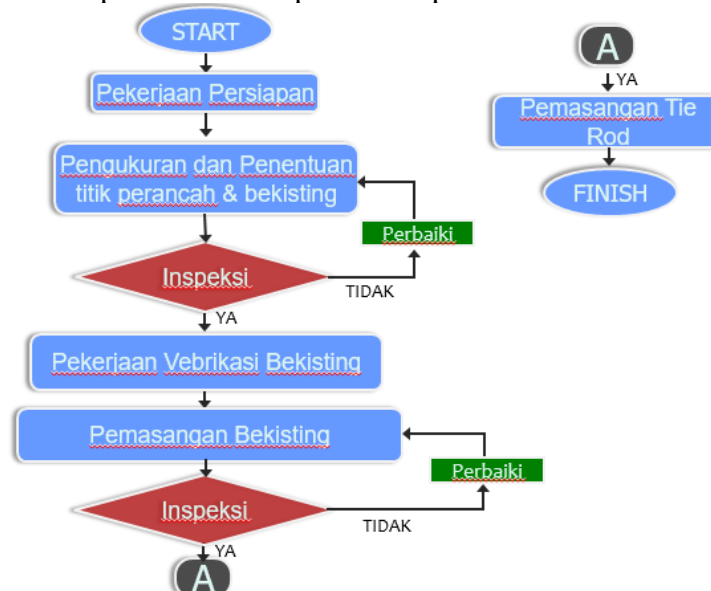 START
Pekerjaan Persiapan
Pengukuran dan Penentuan
titik perancah & bekisting
Perbaiki
Inspeksi
TIDAK
YA
Pekerjaan Vebrikasi Bekisting
Pemasangan Bekisting
Perbaiki
Inspeksi
TIDAK
YA
A
A
YA
Pemasangan Tie
Rod
FINISH